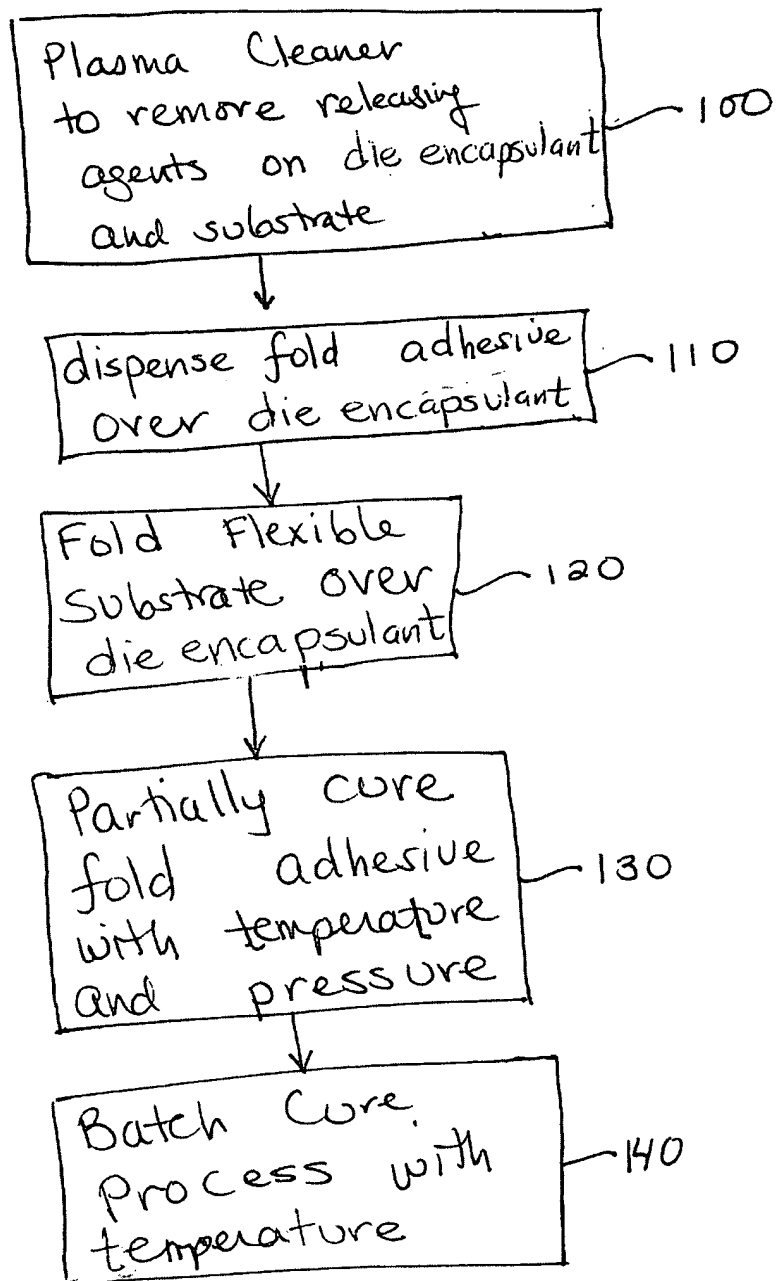 Plasma Cleaner
to remove releasing
agents on die encapsulant
and substrate
100
dispense fold adhesive
over die encapsulant
110
Fold Flexible
Substrate over
die encapsulant
120
Partially cure
fold adhesive
with temperature
and pressure
130
Batch Cure
Process with
temperature
140